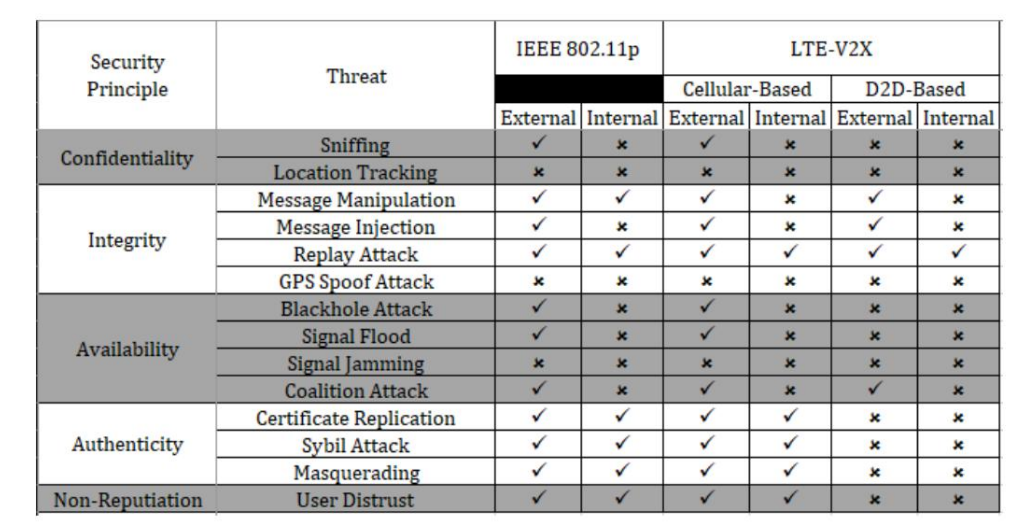 Security Principle Threat IEEE 802.11p LTE-V2X
Cellular-Based D2D-Based
External Internal External Internal External Internal
Confidentiality
Sniffing ✓ × ✓ × × ×
Location Tracking × × × × × ×
Integrity
Message Manipulation ✓ ✓ ✓ × ✓ ×
Message Injection ✓ × ✓ × ✓ ×
Replay Attack ✓ ✓ ✓ ✓ ✓ ✓
GPS Spoof Attack × × × × × ×
Availability
Blackhole Attack ✓ × ✓ × × ×
Signal Flood ✓ × ✓ × × ×
Signal Jamming × × × × × ×
Coalition Attack ✓ × ✓ × ✓ ×
Authenticity
Certificate Replication ✓ ✓ ✓ ✓ × ×
Sybil Attack ✓ ✓ ✓ ✓ × ×
Masquerading ✓ ✓ ✓ ✓ × ×
Non-Reputiation User Distrust ✓ ✓ ✓ ✓ × ×